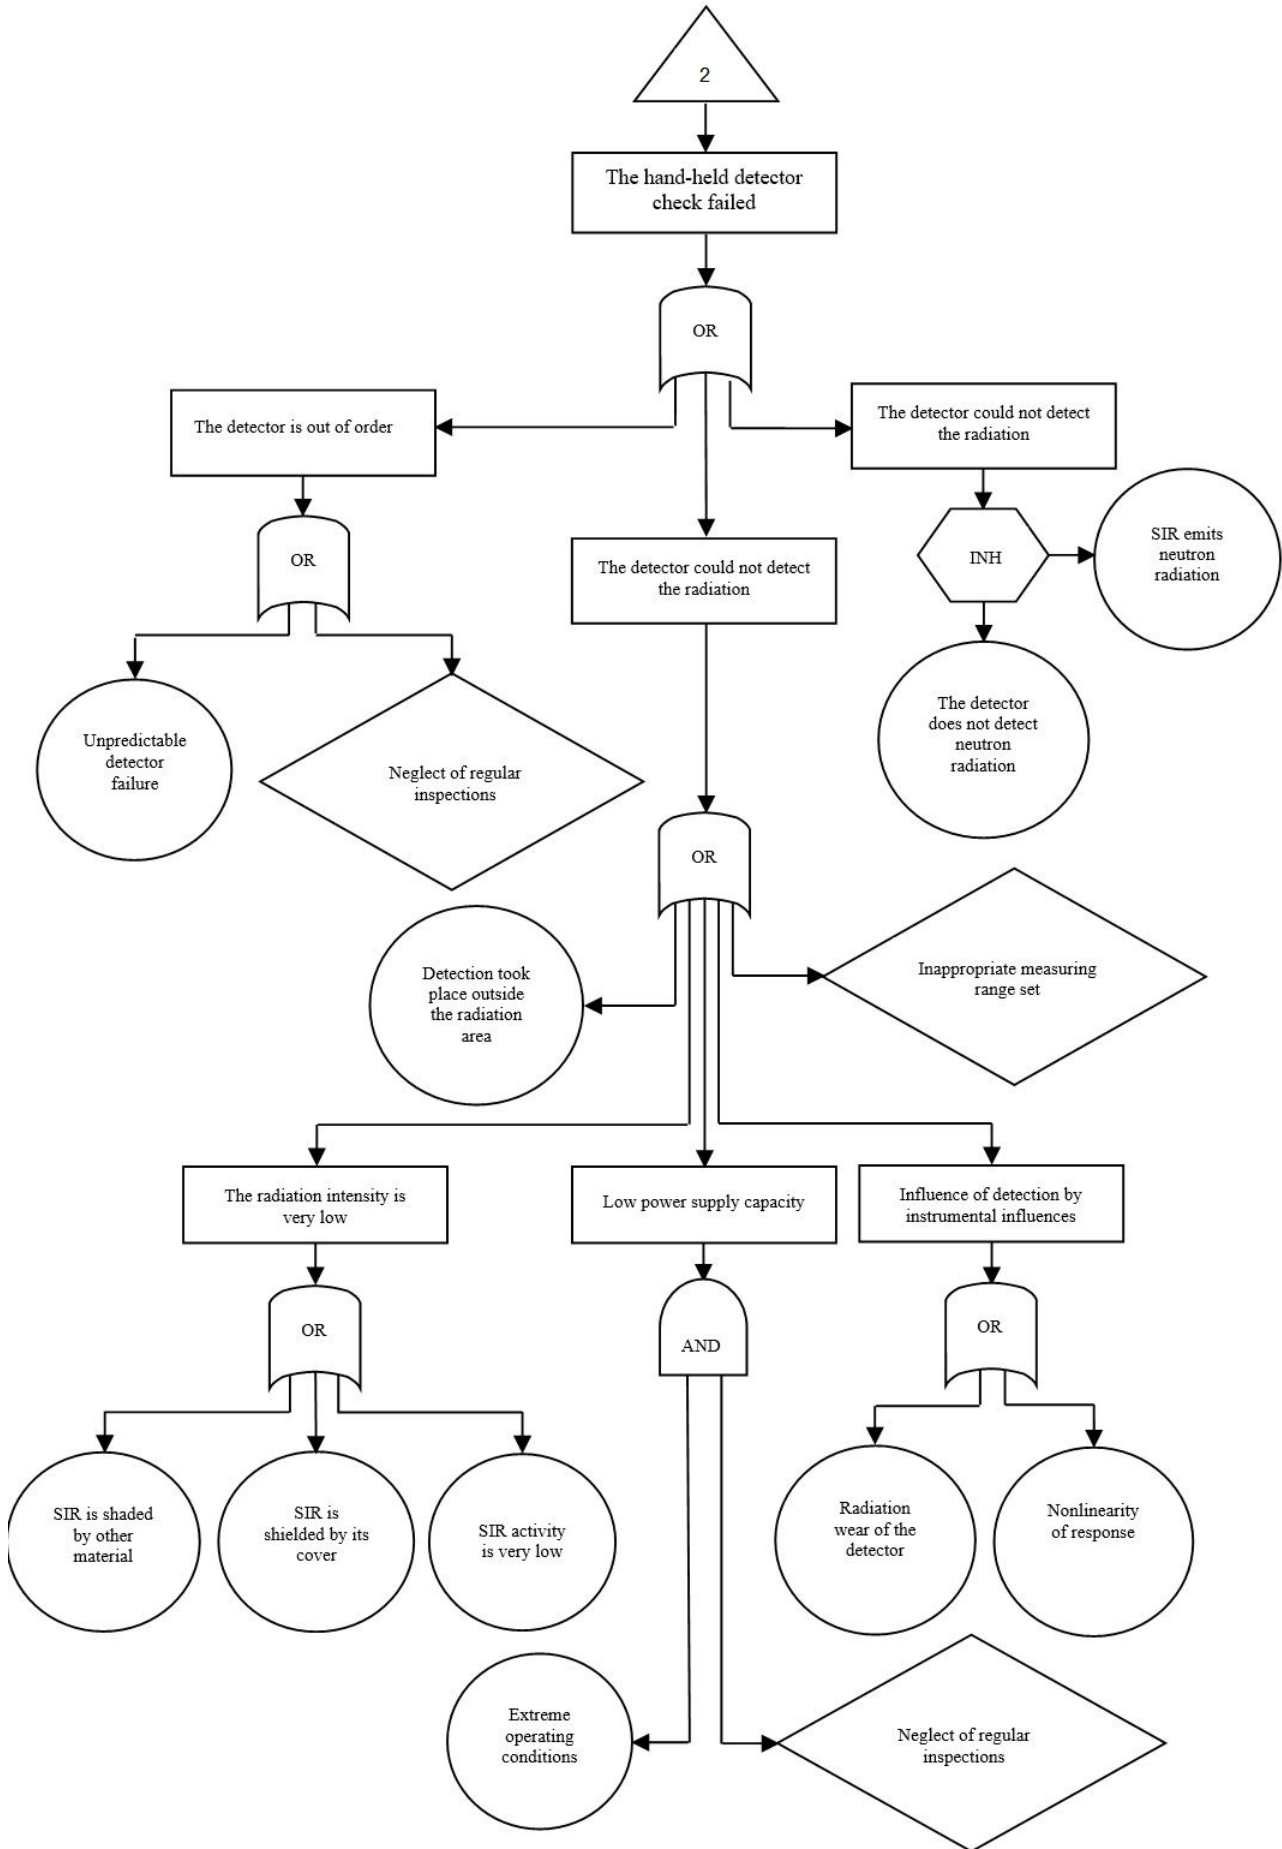 2
The hand-held detector
check failed
OR
The detector is out of order
The detector could not detect
the radiation
OR
The detector could not detect
the radiation
INH
SIR emits
neutron
radiation
Unpredictable
detector
failure
Neglect of regular
inspections
The detector
does not detect
neutron
radiation
OR
Detection took
place outside
the radiation
area
Inappropriate measuring
range set
The radiation intensity is
very low
Low power supply capacity
Influence of detection by
instrumental influences
OR
AND
OR
SIR is shaded
by other
material
SIR is
shielded by its
cover
SIR activity
is very low
Radiation
wear of the
detector
Nonlinearity
of response
Extreme
operating
conditions
Neglect of regular
inspections